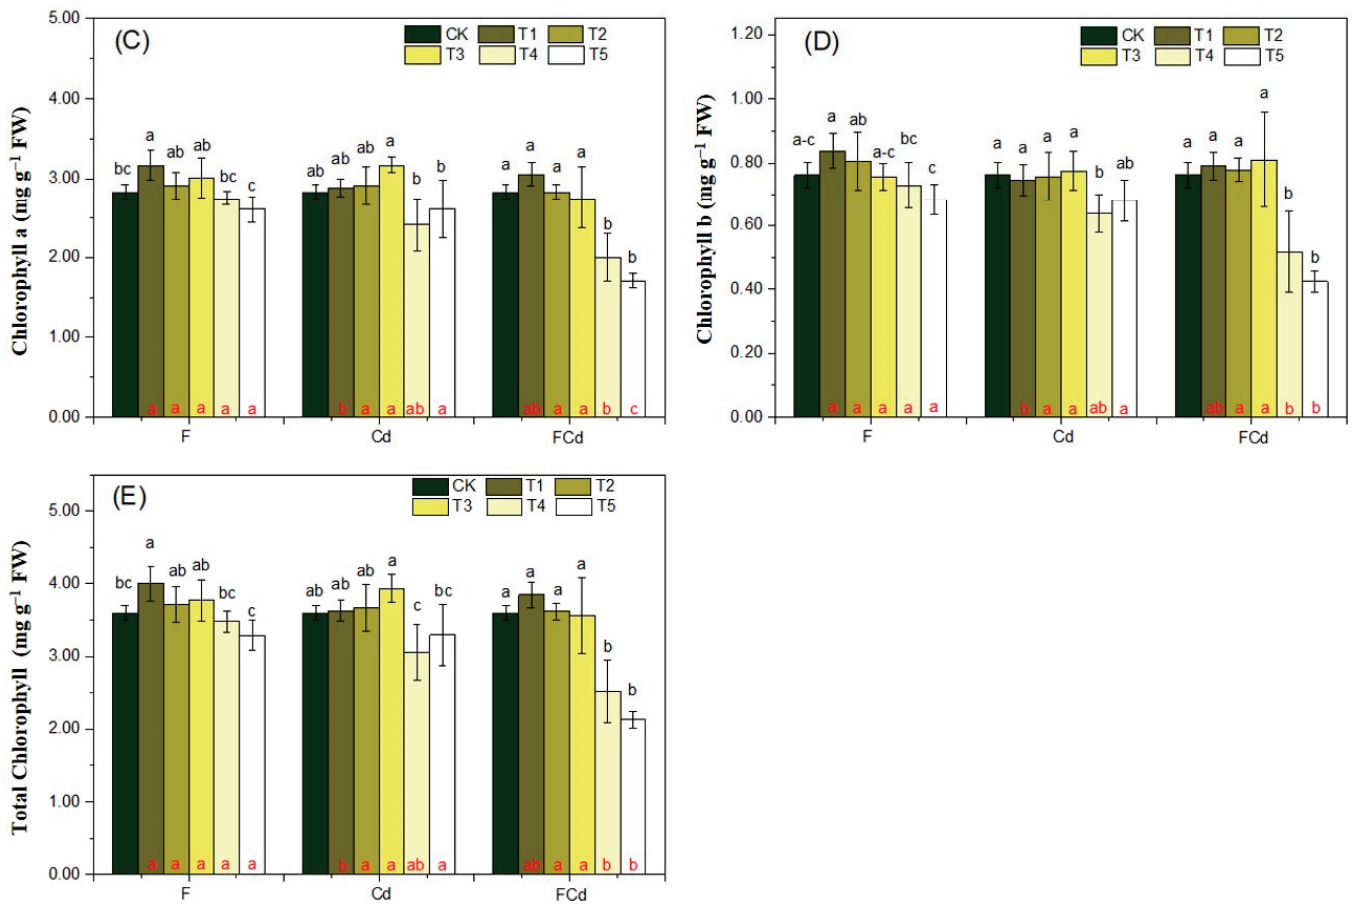 (C)
CK T1 T2
T3 T4 T5
Chlorophyll a (mg g⁻¹ FW)
5.00
4.00
3.00
2.00
1.00
0.00
bc a ab ab bc c
ab ab ab a b b
a a a a b b
a a a a a
b a a ab a
ab a a b c
F Cd FCd
(D)
CK T1 T2
T3 T4 T5
Chlorophyll b (mg g⁻¹ FW)
1.20
1.00
0.80
0.60
0.40
0.20
0.00
a-c a ab a-c bc c
a a a a b ab
a a a a b b
a a a a a
b a a ab a
ab a a b b
F Cd FCd
(E)
CK T1 T2
T3 T4 T5
Total Chlorophyll (mg g⁻¹ FW)
5.00
4.00
3.00
2.00
1.00
0.00
bc a ab ab bc c
ab ab ab a c bc
a a a a b b
a a a a a
b a a ab a
ab a a b b
F Cd FCd